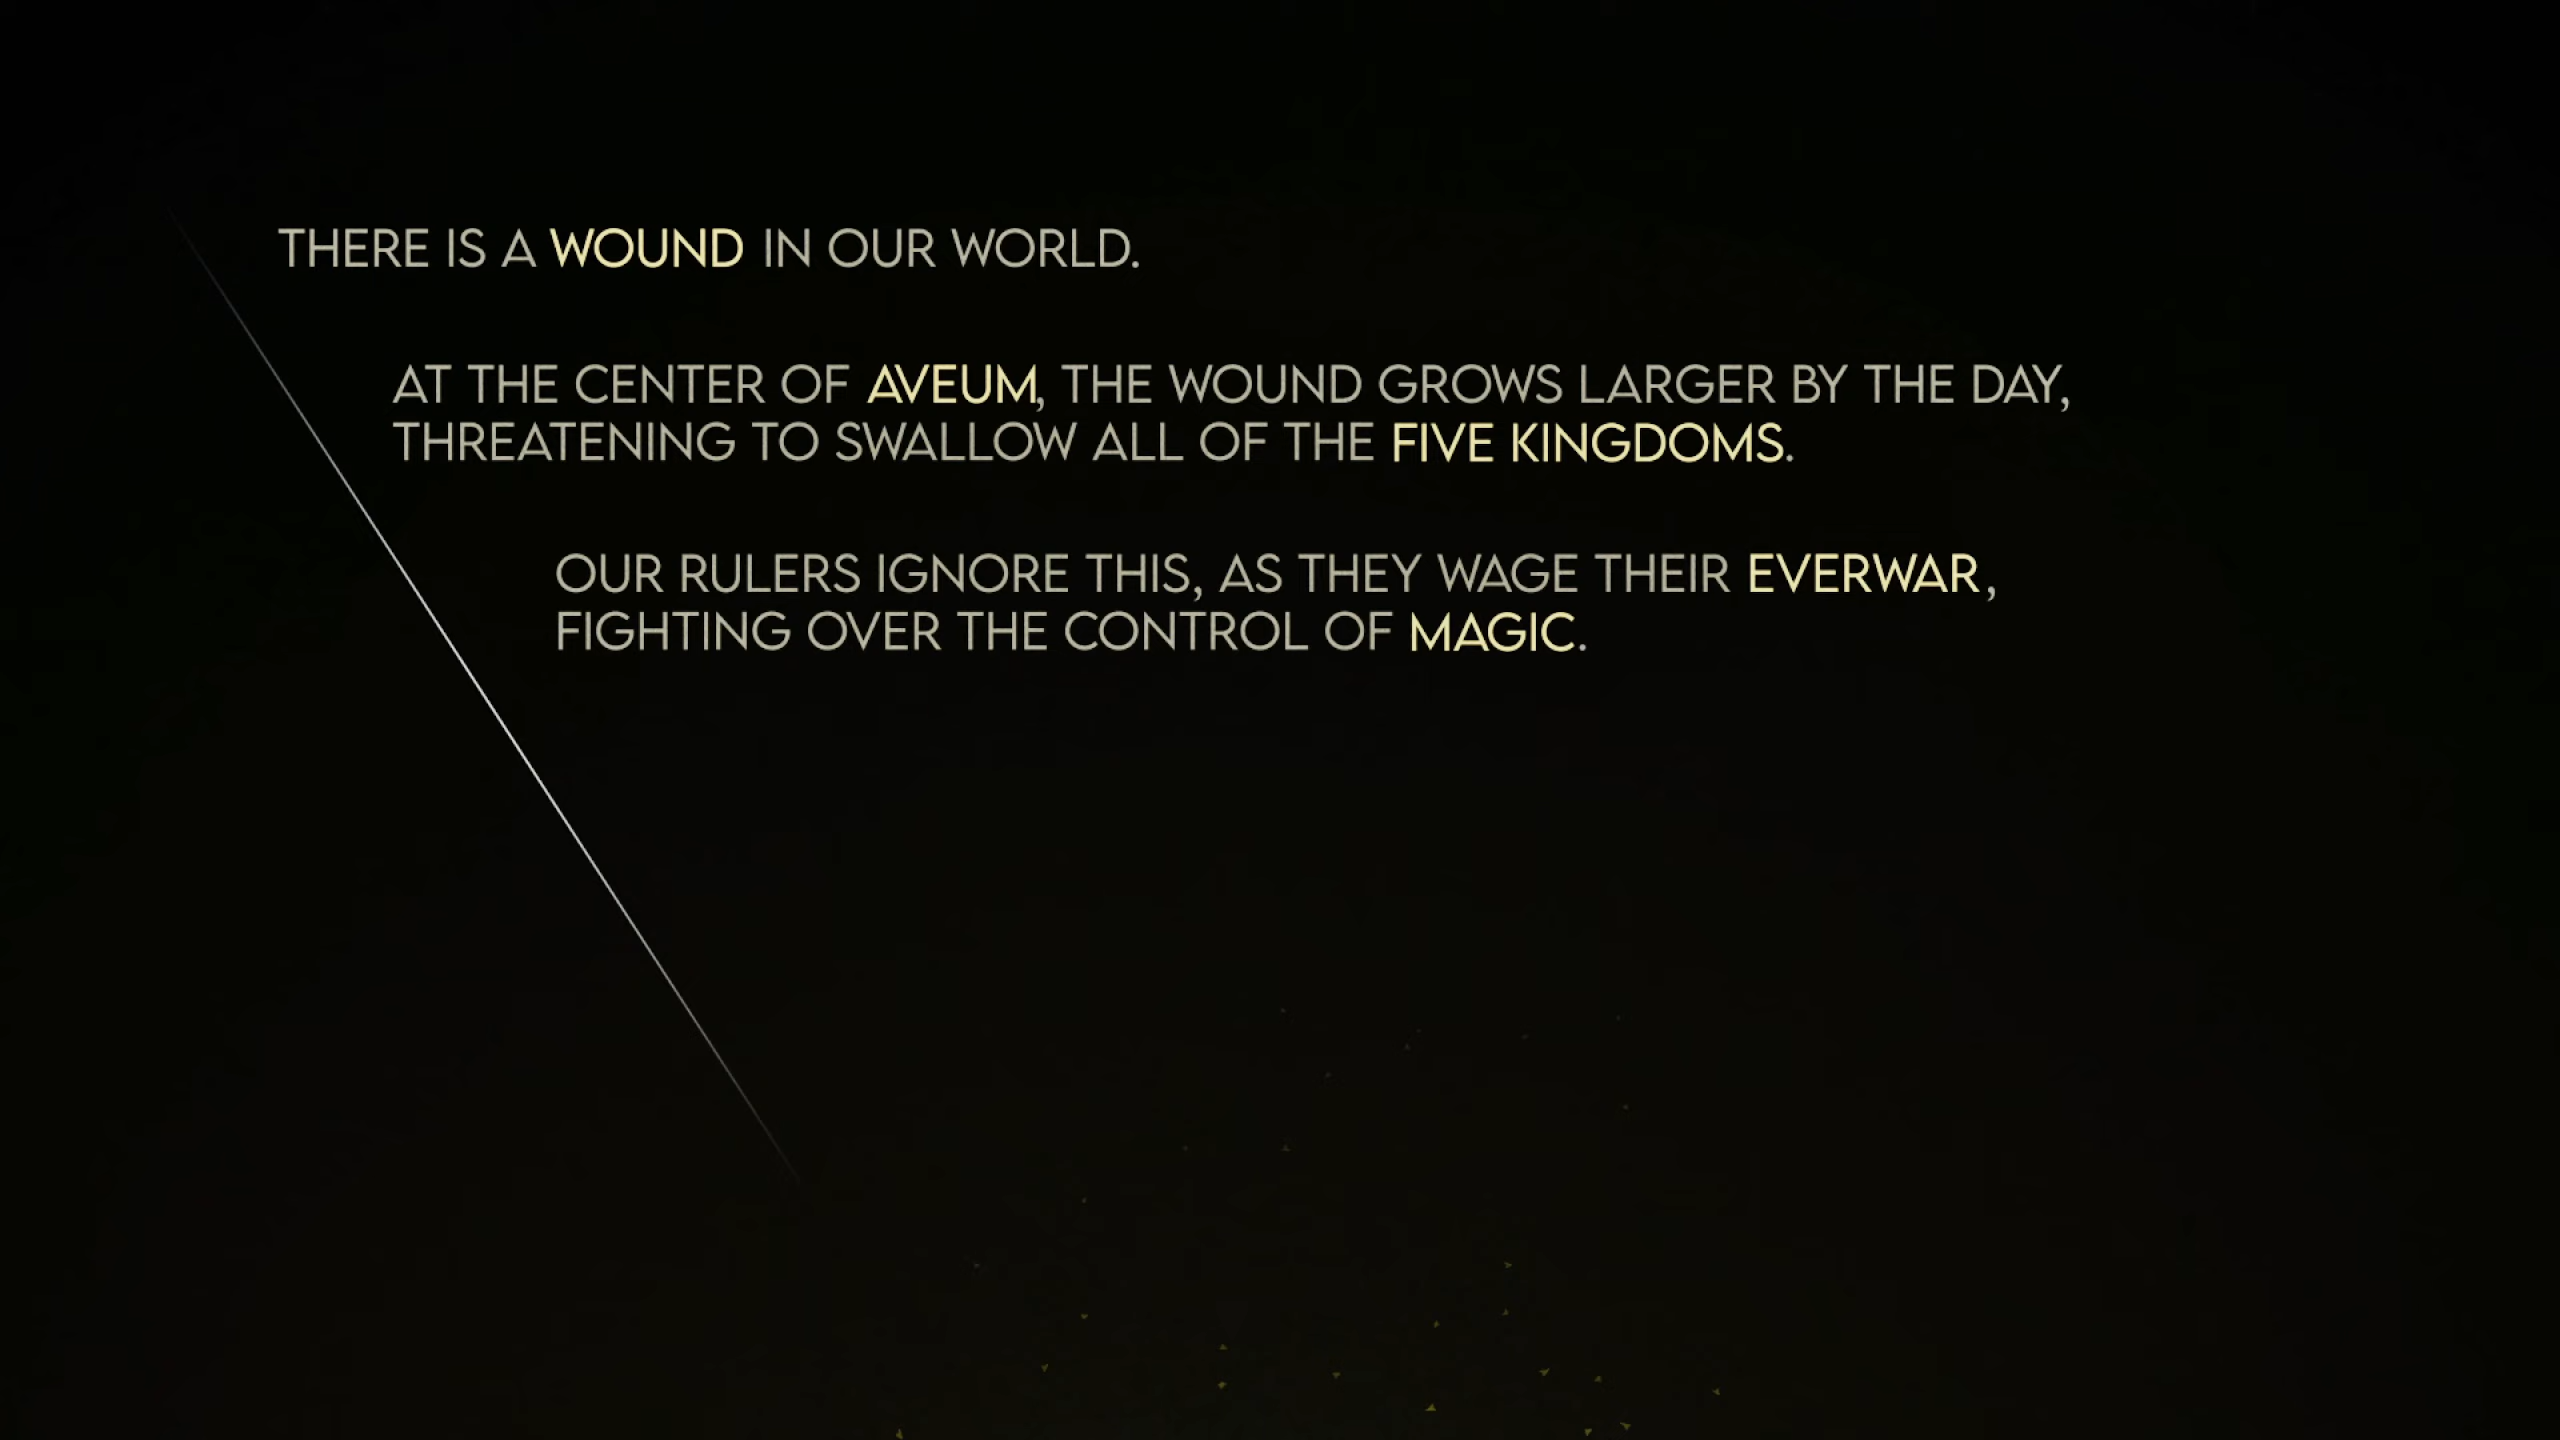 THERE IS A WOUND IN OUR WORLD.
AT THE CENTER OF AVEUM, THE WOUND GROWS LARGER BY THE DAY,
THREATENING TO SWALLOW ALL OF THE FIVE KINGDOMS.
OUR RULERS IGNORE THIS, AS THEY WAGE THEIR EVERWAR,
FIGHTING OVER THE CONTROL OF MAGIC.